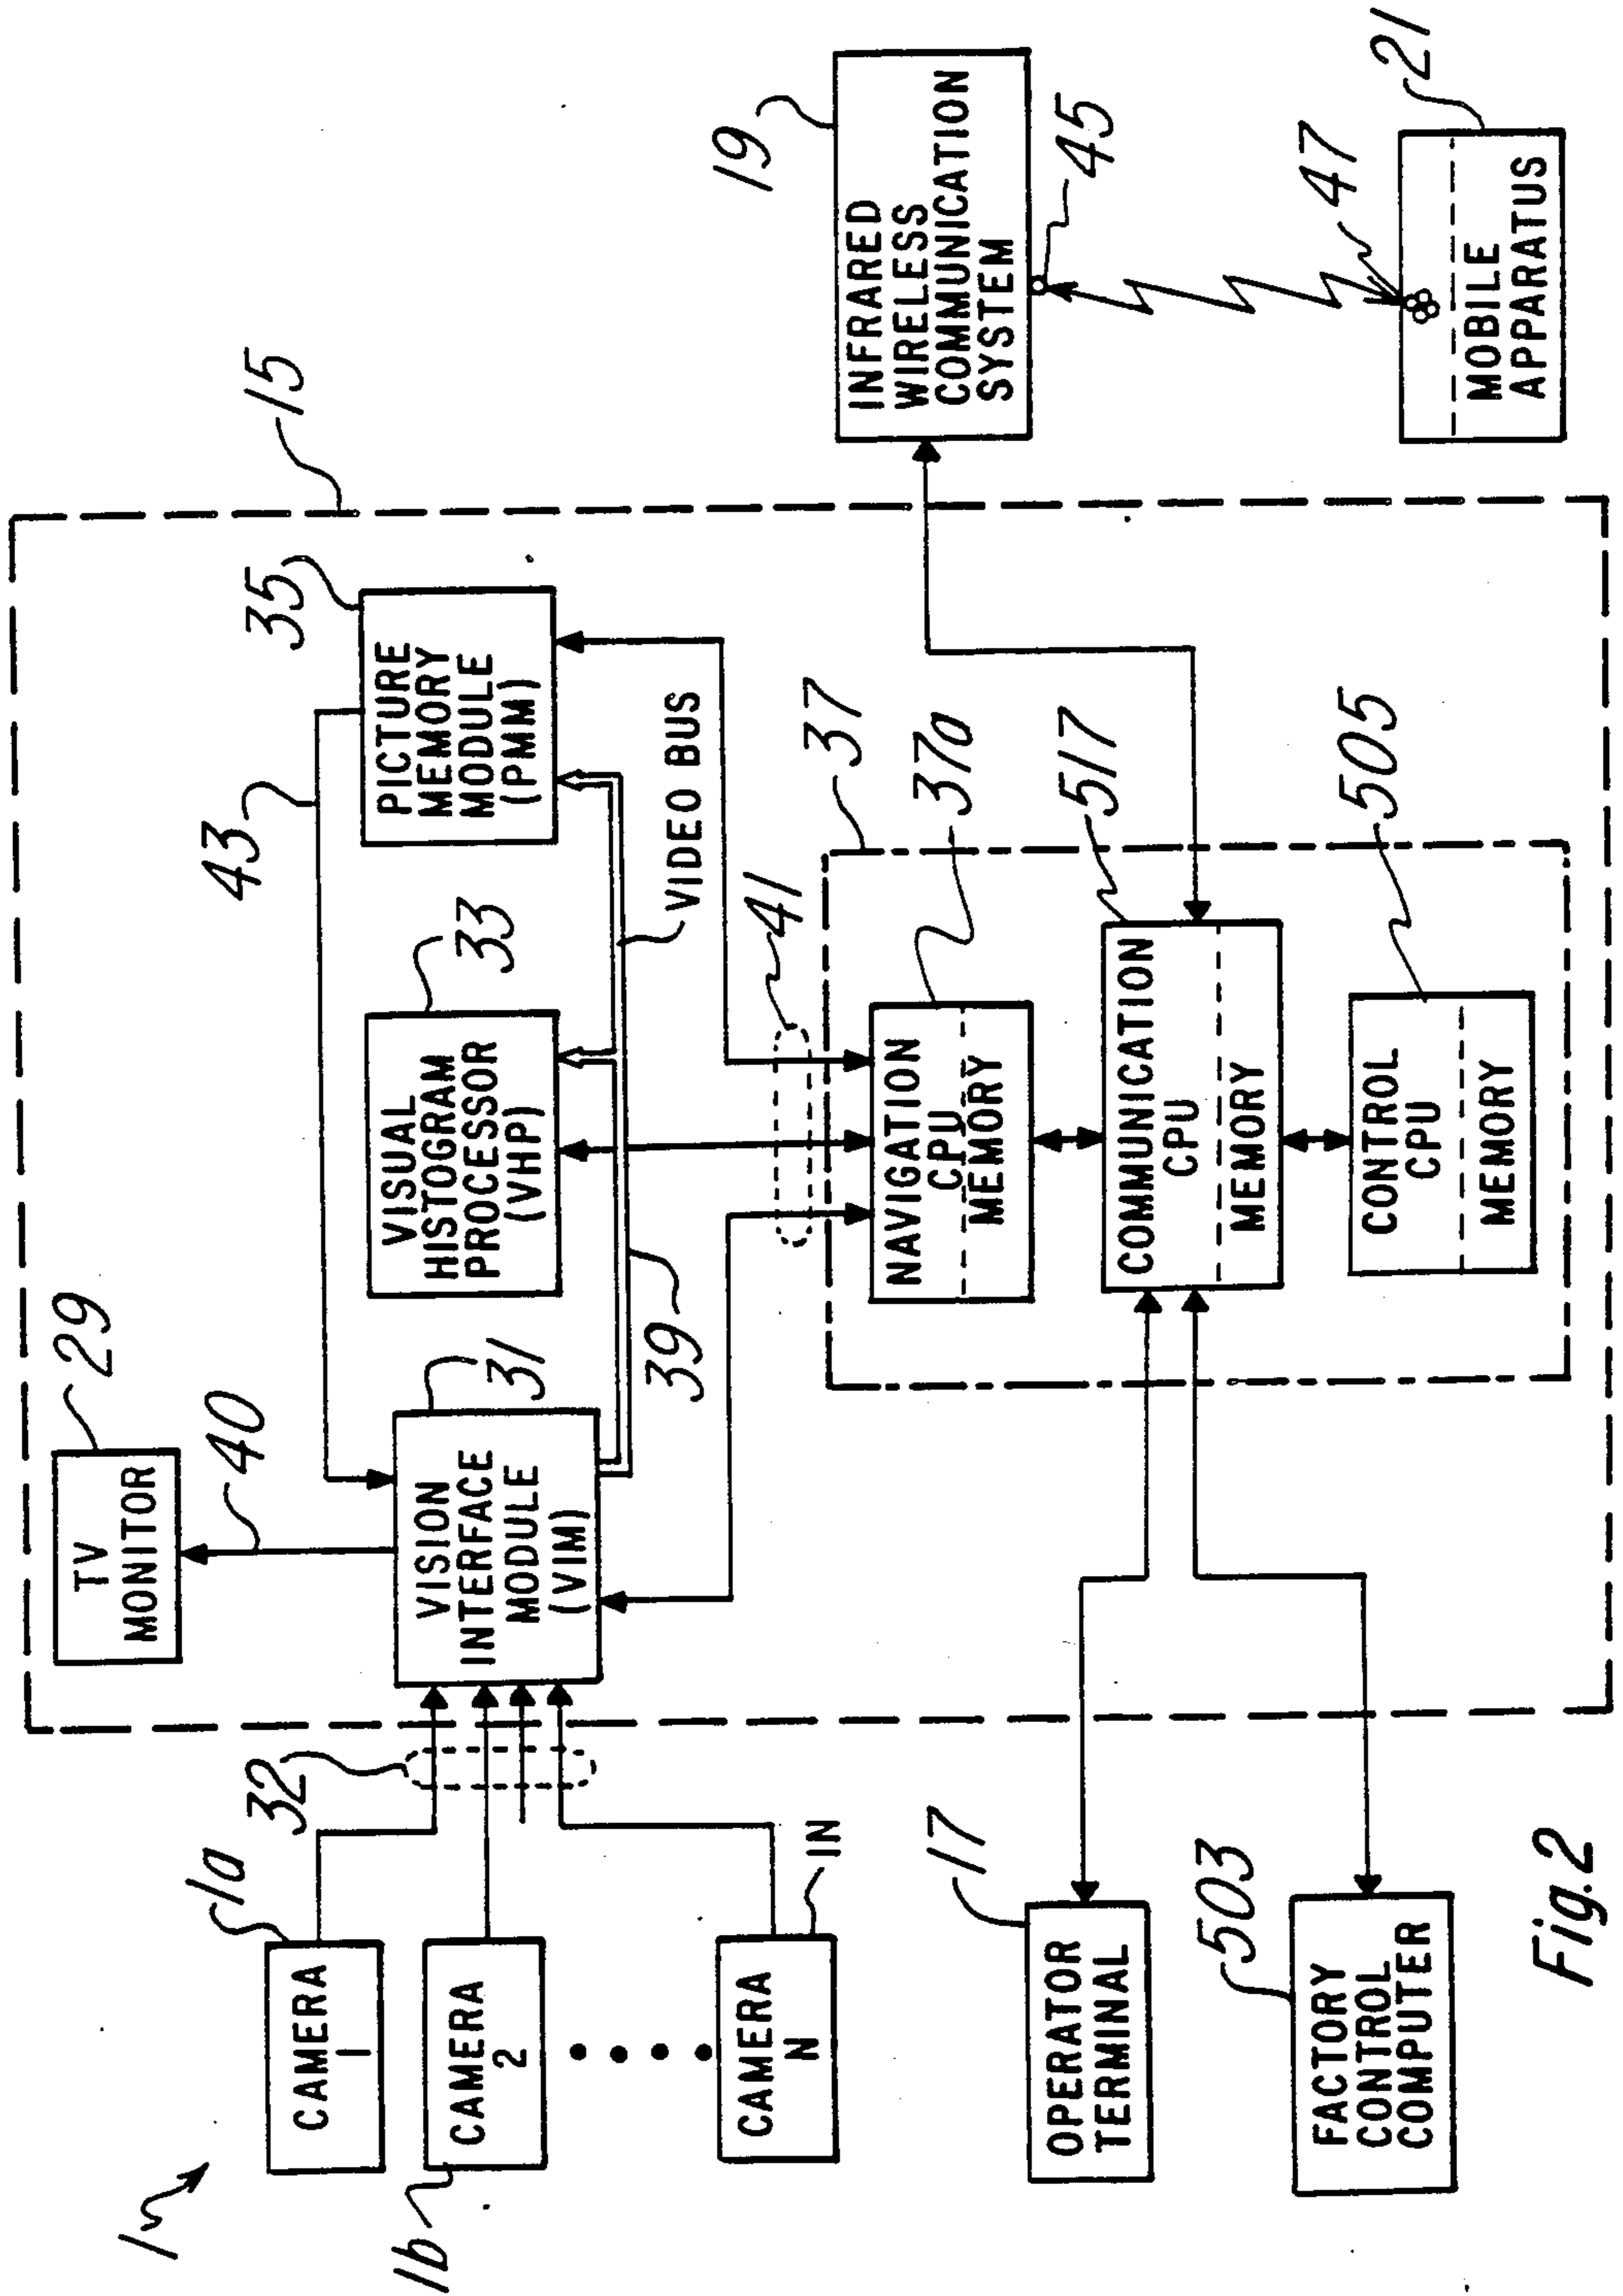 1
1a
CAMERA
1
1b
CAMERA
2
CAMERA
N
1N
32
TV
MONITOR
29
40
VISION
INTERFACE
MODULE
(VIM)
31
43
VISUAL
HISTOGRAM
PROCESSOR
(VHP)
33
PICTURE
MEMORY
MODULE
(PMM)
35
15
39
VIDEO BUS
41
37
NAVIGATION
CPU
MEMORY
37a
COMMUNICATION
CPU
MEMORY
517
CONTROL
CPU
MEMORY
505
INFRARED
WIRELESS
COMMUNICATION
SYSTEM
19
45
47
MOBILE
APPARATUS
21
OPERATOR
TERMINAL
17
FACTORY
CONTROL
COMPUTER
503
Fig.2